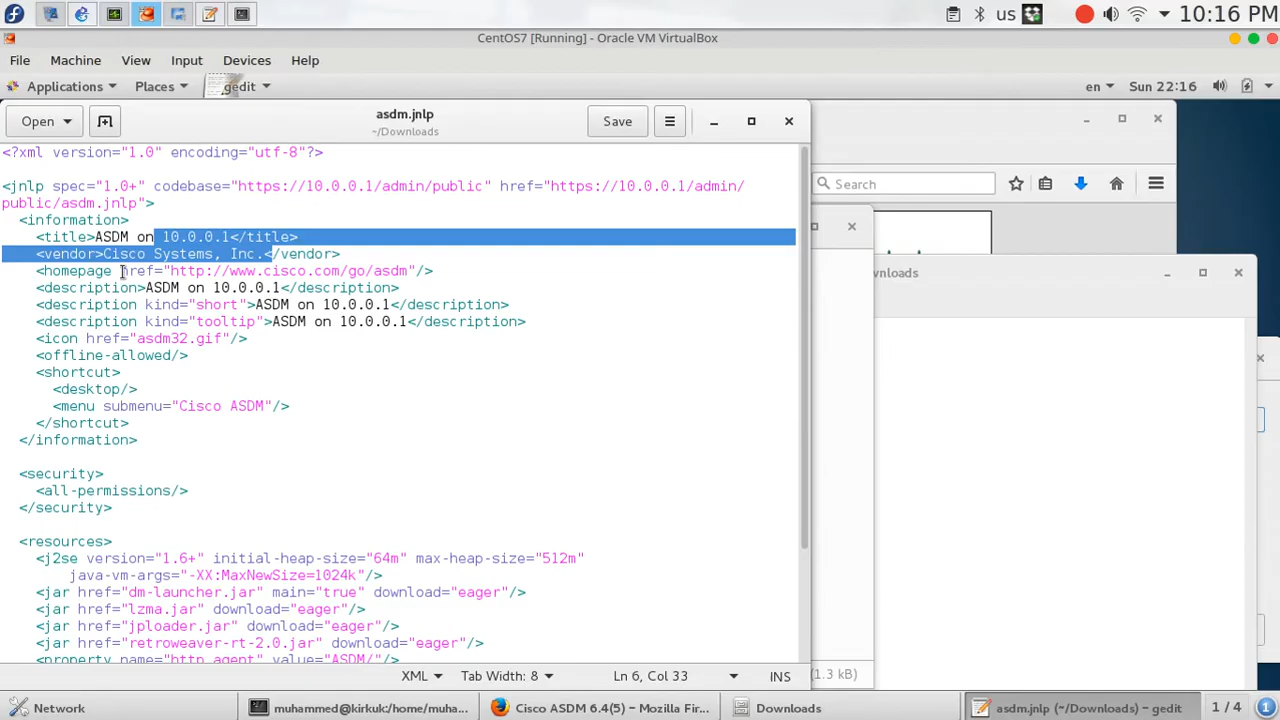 us
10:16 PM
CentOS7 [Running] - Oracle VM VirtualBox
File Machine View Input Devices Help
Applications Places gedit en Sun 22:16
Open asdm.jnlp Save
~/Downloads
<?xml version="1.0" encoding="utf-8"?>
Search
<jnlp spec="1.0+" codebase="https://10.0.0.1/admin/public" href="https://10.0.0.1/admin/
public/asdm.jnlp">
<information>
<title>ASDM on 10.0.0.1</title>
<vendor>Cisco Systems, Inc.</vendor>
<homepage href="http://www.cisco.com/go/asdm"/>
wnloads
<description>ASDM on 10.0.0.1</description>
<description kind="short">ASDM on 10.0.0.1</description>
<description kind="tooltip">ASDM on 10.0.0.1</description>
<icon href="asdm32.gif"/>
<offline-allowed/>
<shortcut>
<desktop/>
<menu submenu="Cisco ASDM"/>
</shortcut>
</information>
<security>
<all-permissions/>
</security>
<resources>
<j2se version="1.6+" initial-heap-size="64m" max-heap-size="512m"
java-vm-args="-XX:MaxNewSize=1024k"/>
<jar href="dm-launcher.jar" main="true" download="eager"/>
<jar href="lzma.jar" download="eager"/>
<jar href="jploader.jar" download="eager"/>
<jar href="retroweaver-rt-2.0.jar" download="eager"/>
<property name="http.agent" value="ASDM/"/>
XML Tab Width: 8 Ln 6, Col 33 INS
(1.3 kB)
Network muhammed@kirkuk:/home/muha... Cisco ASDM 6.4(5) – Mozilla Fir... Downloads asdm.jnlp (~/Downloads) – gedit 1 / 4 1